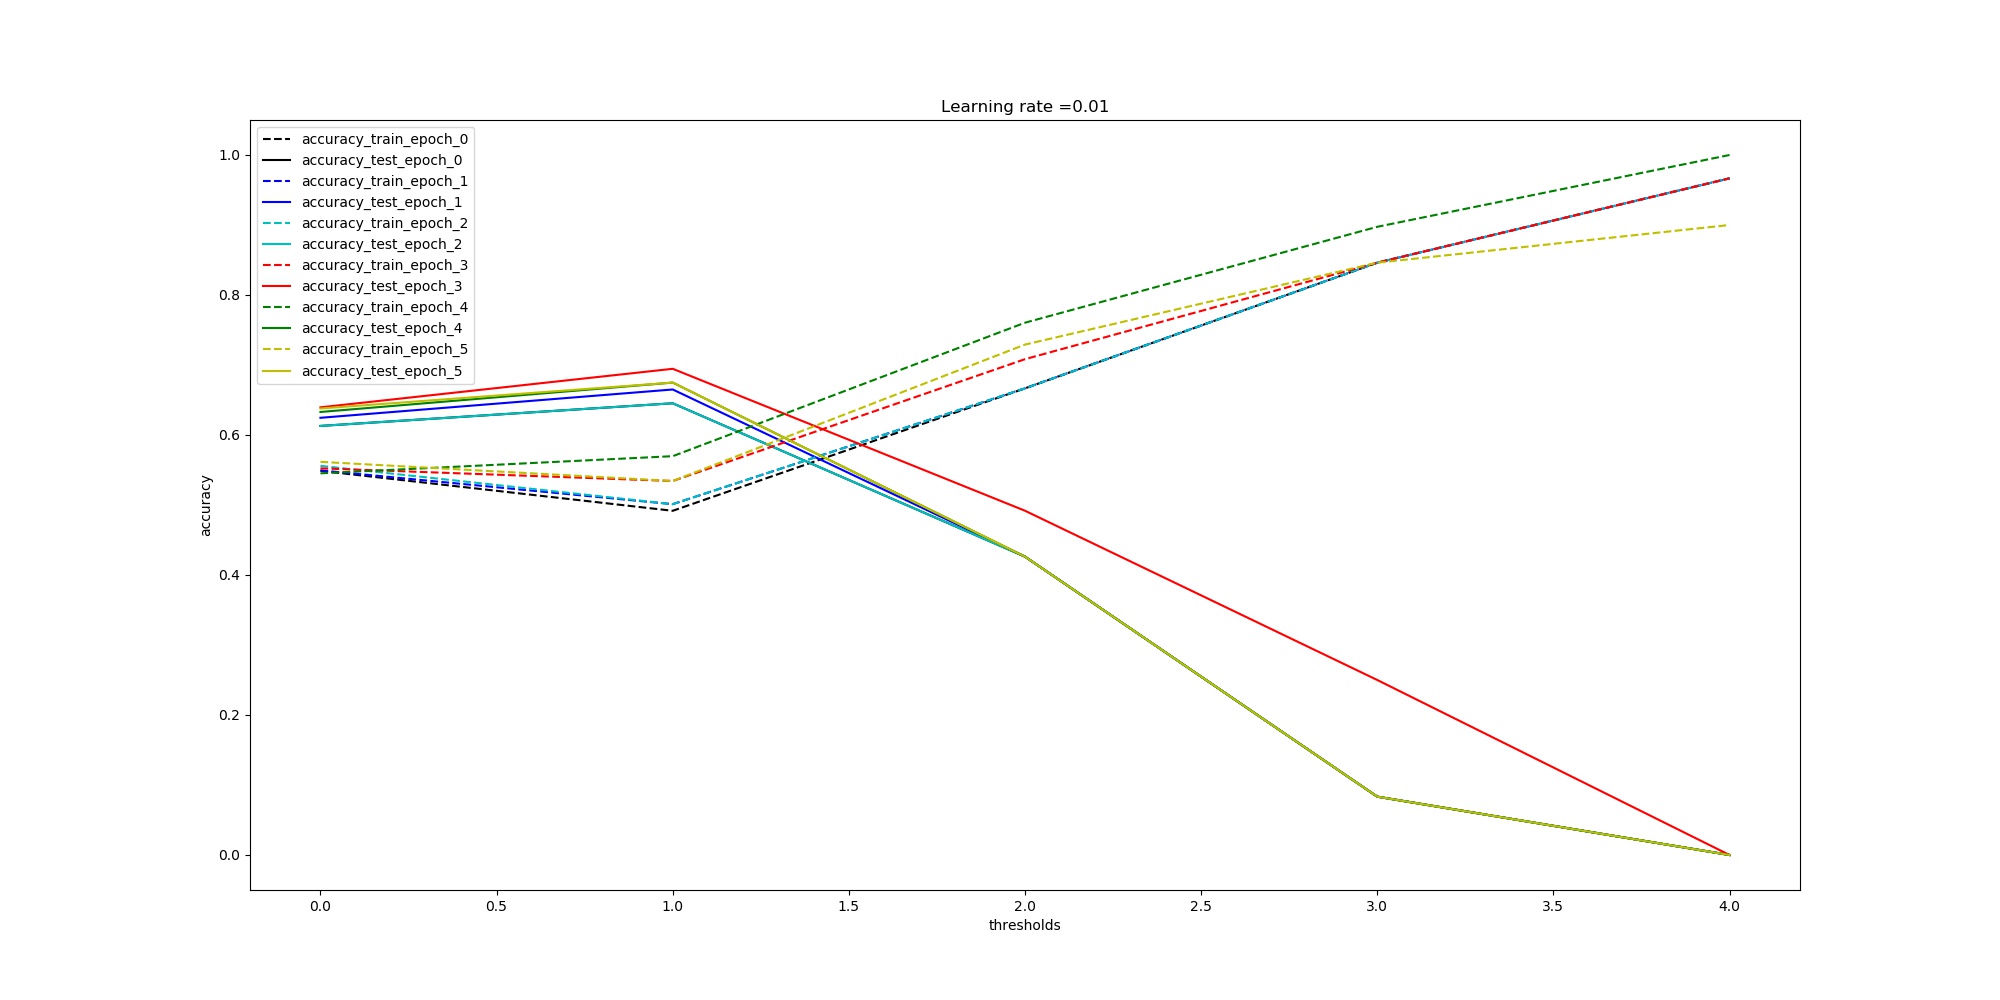 Learning rate =0.01
accuracy_train_epoch_0
accuracy_test_epoch_0
accuracy_train_epoch_1
accuracy_test_epoch_1
accuracy_train_epoch_2
accuracy_test_epoch_2
accuracy_train_epoch_3
accuracy_test_epoch_3
accuracy_train_epoch_4
accuracy_test_epoch_4
accuracy_train_epoch_5
accuracy_test_epoch_5
1.0
0.8
0.6
0.4
0.2
0.0
accuracy
0.0 0.5 1.0 1.5 2.0 2.5 3.0 3.5 4.0
thresholds